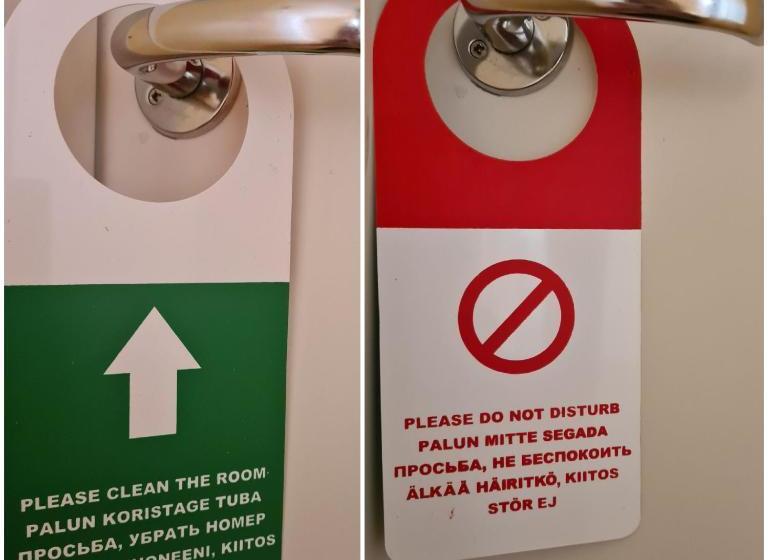 PLEASE CLEAN THE ROOM
PALUN KORISTAGE TUBA
ПРОСЬБА, УБРАТЬ НОМЕР
KIITOS
PLEASE DO NOT DISTURB
PALUN MITTE SEGADA
ПРОСЬБА, НЕ БЕСПОКОИТЬ
ÄLKÄÄ HÄIRITKÖ, KIITOS
STÖR EJ